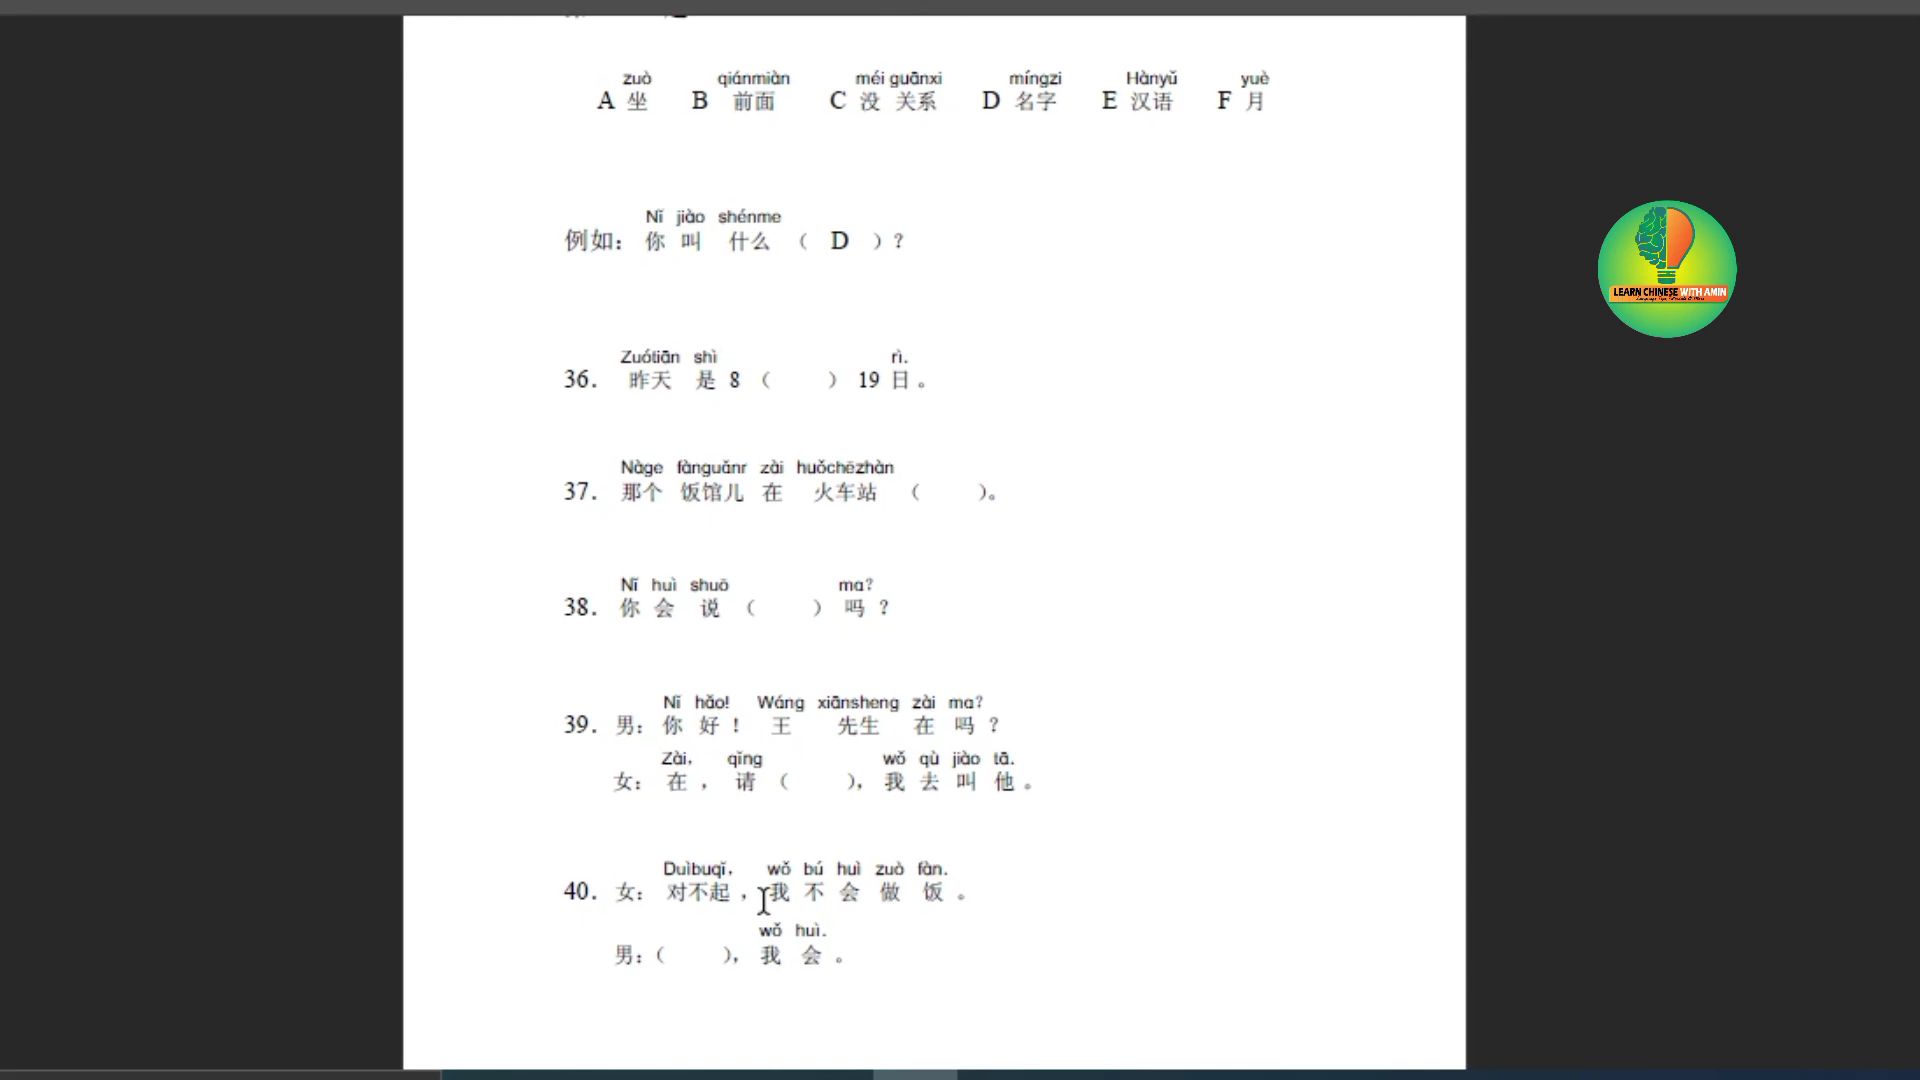 zuò qiánmiàn méi guānxi míngzi Hànyǔ yuè
A 坐 B 前面 C 没 关系 D 名字 E 汉语 F 月
Nǐ jiào shénme
例如： 你 叫 什么 （ D ）？
Zuótiān shì rì.
36. 昨天 是 8 （ ） 19 日 。
Nàge fànguǎnr zài huǒchēzhàn
37. 那个 饭馆儿 在 火车站 （ ）。
Nǐ huì shuō ma?
38. 你 会 说 （ ） 吗 ？
Nǐ hǎo! Wáng xiānsheng zài ma?
39. 男： 你 好 ！ 王 先生 在 吗 ？
Zài, qǐng wǒ qù jiào tā.
女： 在 ， 请 （ ）， 我 去 叫 他 。
Duìbuqǐ, wǒ bú huì zuò fàn.
40. 女： 对不起 ， 我 不 会 做 饭 。
wǒ huì.
男：（ ）， 我 会 。
LEARN CHINESE WITH AMIN